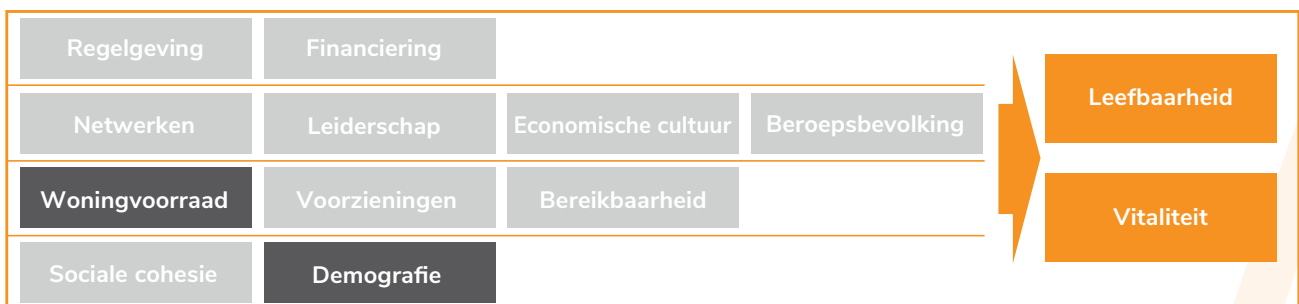 Regelgeving
Financiering
Netwerken
Leiderschap
Economische cultuur
Beroepsbevolking
Woningvoorraad
Voorzieningen
Bereikbaarheid
Sociale cohesie
Demografie
Leefbaarheid
Vitaliteit